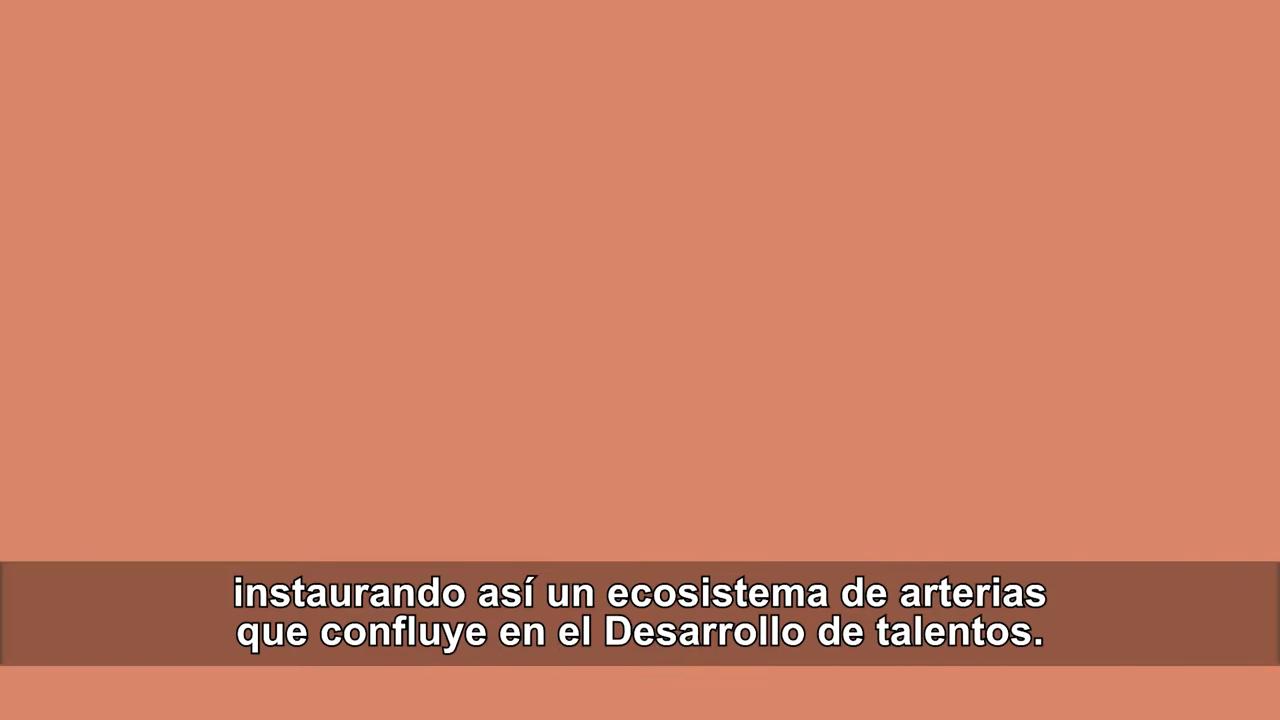 instaurando así un ecosistema de arterias
que confluye en el Desarrollo de talentos.